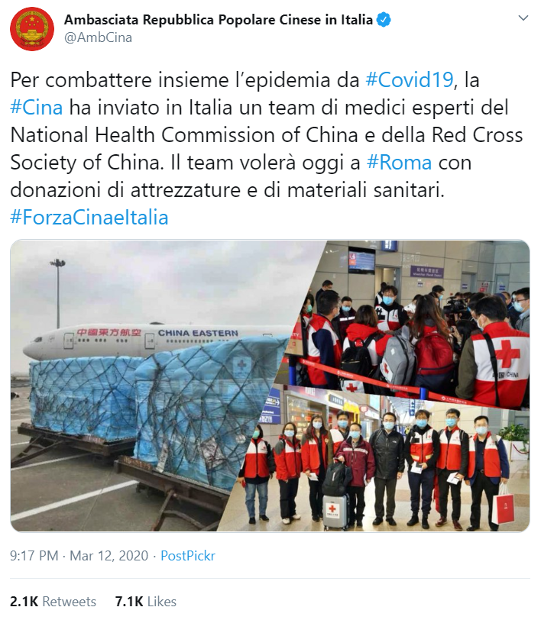 Ambasciata Repubblica Popolare Cinese in Italia
@AmbCina
Per combattere insieme l'epidemia da #Covid19, la
#Cina ha inviato in Italia un team di medici esperti del
National Health Commission of China e della Red Cross
Society of China. Il team volerà oggi a #Roma con
donazioni di attrezzature e di materiali sanitari.
#ForzaCinaeItalia
中國東方航空 CHINA EASTERN
9:17 PM · Mar 12, 2020 · PostPickr
2.1K Retweets 7.1K Likes